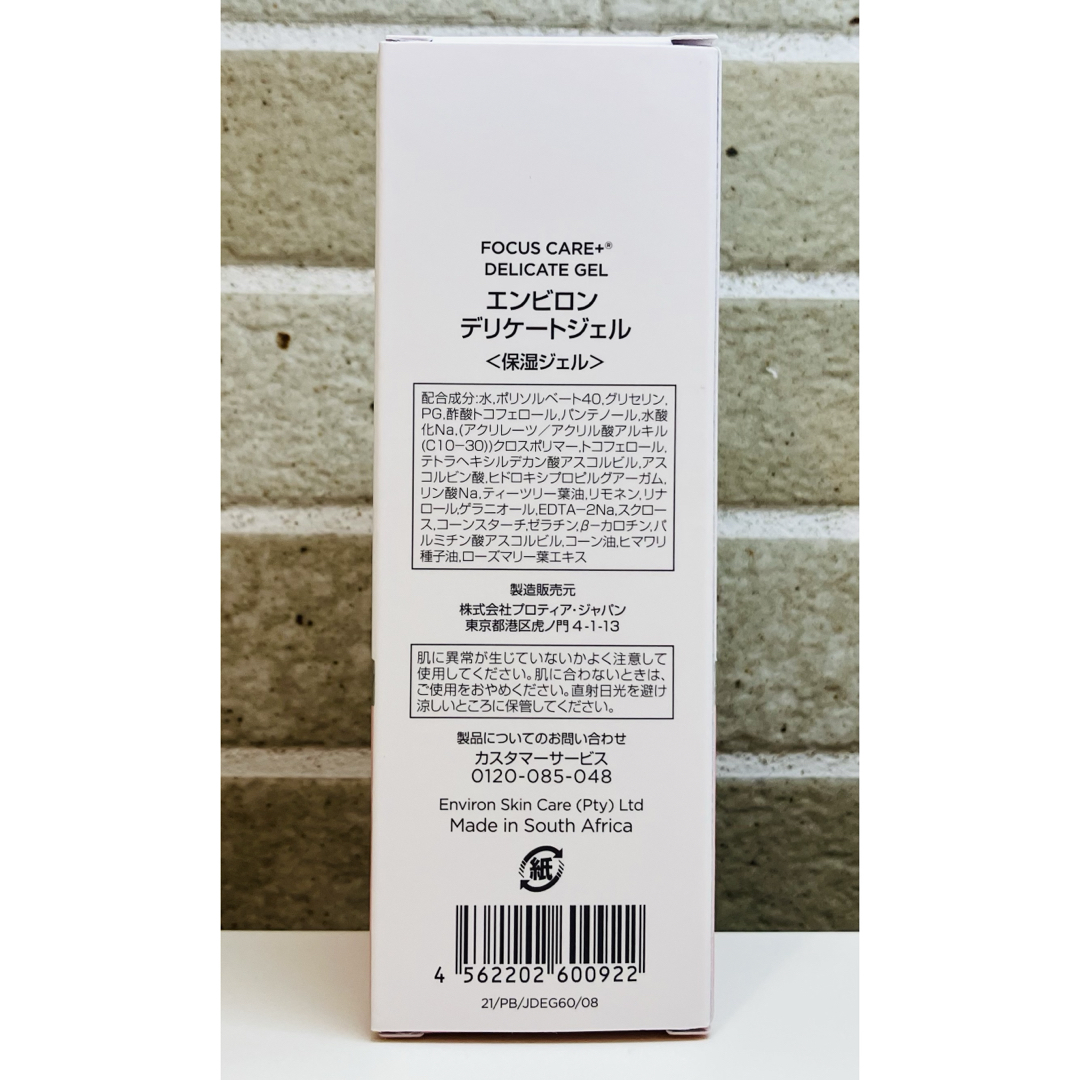 FOCUS CARE+®
DELICATE GEL
エンビロン
デリケートジェル
<保湿ジェル>
配合成分:水,ポリソルベート40,グリセリン,
PG,酢酸トコフェロール,パンテノール,水酸
化Na,(アクリレーツ/アクリル酸アルキル
(C10-30))クロスポリマー,トコフェロール,
テトラヘキシルデカン酸アスコルビル,アス
コルビン酸,ヒドロキシプロピルグアーガム,
リン酸Na,ティーツリー葉油,リモネン,リナ
ロール,ゲラニオール,EDTA-2Na,スクロー
ス,コーンスターチ,ゼラチン,β-カロチン,パ
ルミチン酸アスコルビル,コーン油,ヒマワリ
種子油,ローズマリー葉エキス
製造販売元
株式会社プロティア・ジャパン
東京都港区虎ノ門4-1-13
肌に異常が生じていないかよく注意して
使用してください。肌に合わないときは、
ご使用をおやめください。直射日光を避け
涼しいところに保管してください。
製品についてのお問い合わせ
カスタマーサービス
0120-085-048
Environ Skin Care (Pty) Ltd
Made in South Africa
紙
4 562202 600922
21/PB/JDEG60/08